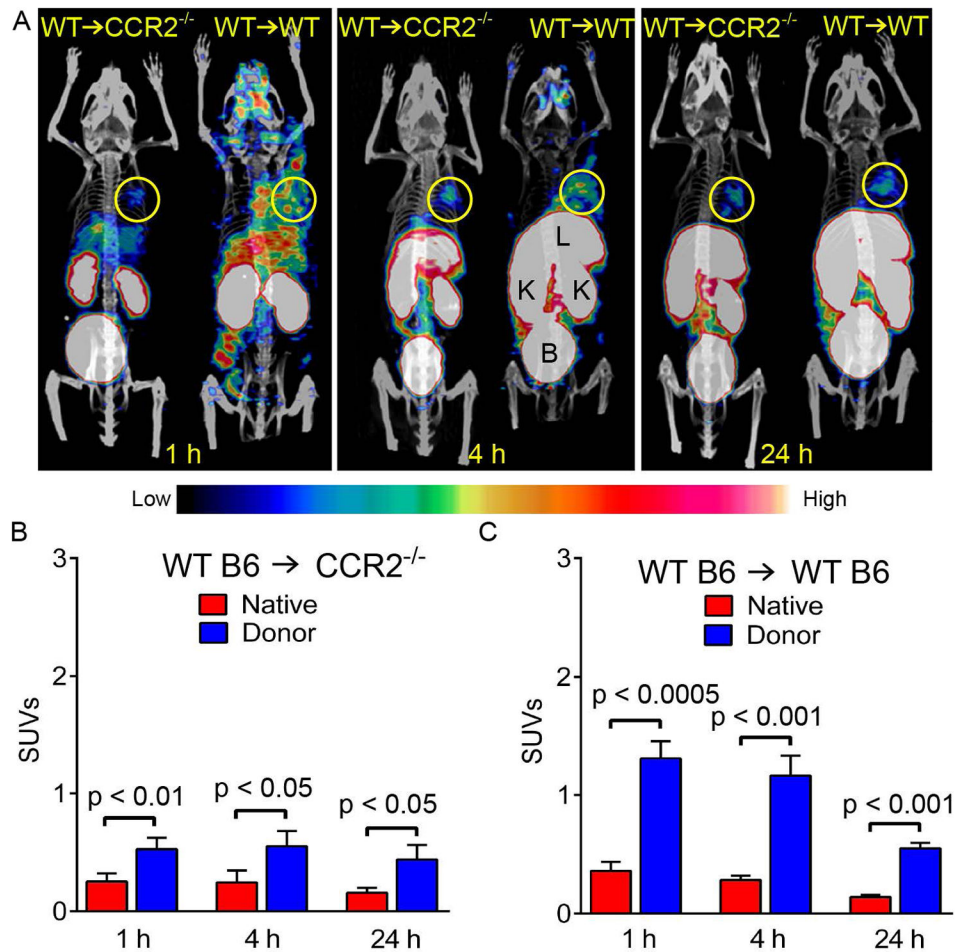 A
WT→CCR2⁻/⁻ WT→WT
WT→CCR2⁻/⁻ WT→WT
WT→CCR2⁻/⁻ WT→WT
L
K K
B
1 h
4 h
24 h
Low High
B
WT B6 → CCR2⁻/⁻
Native
Donor
SUVs
3
2
1
0
p < 0.01
p < 0.05
p < 0.05
1 h 4 h 24 h
C
WT B6 → WT B6
Native
Donor
SUVs
3
2
1
0
p < 0.0005
p < 0.001
p < 0.001
1 h 4 h 24 h